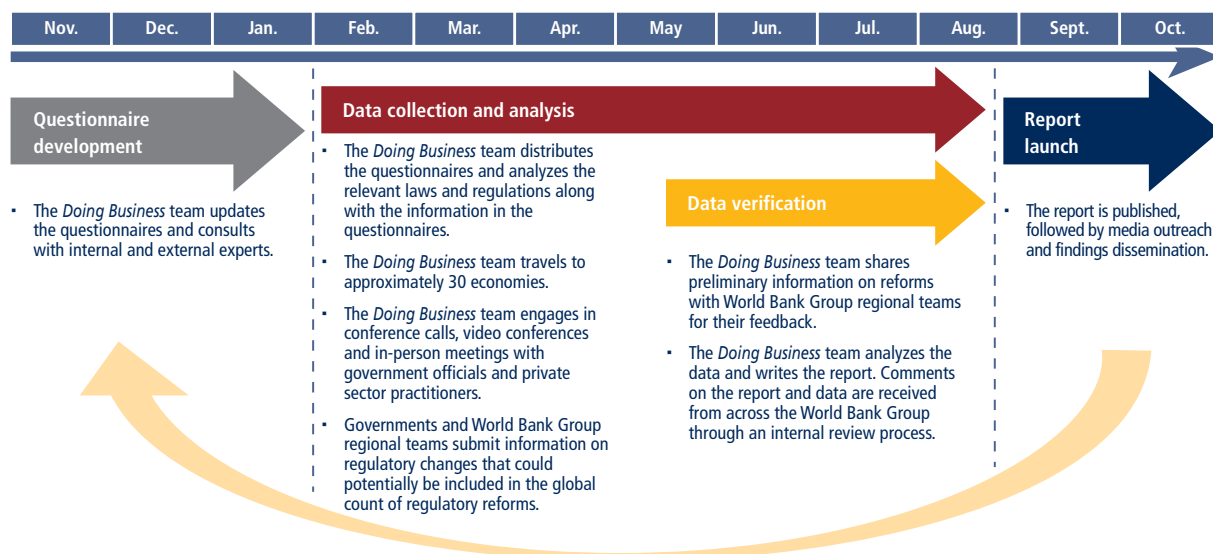 Nov. Dec. Jan. Feb. Mar. Apr. May Jun. Jul. Aug. Sept. Oct.
Questionnaire
development
▪ The Doing Business team updates
the questionnaires and consults
with internal and external experts.
Data collection and analysis
▪ The Doing Business team distributes
the questionnaires and analyzes the
relevant laws and regulations along
with the information in the
questionnaires.
▪ The Doing Business team travels to
approximately 30 economies.
▪ The Doing Business team engages in
conference calls, video conferences
and in-person meetings with
government officials and private
sector practitioners.
▪ Governments and World Bank Group
regional teams submit information on
regulatory changes that could
potentially be included in the global
count of regulatory reforms.
Data verification
▪ The Doing Business team shares
preliminary information on reforms
with World Bank Group regional teams
for their feedback.
▪ The Doing Business team analyzes the
data and writes the report. Comments
on the report and data are received
from across the World Bank Group
through an internal review process.
Report
launch
▪ The report is published,
followed by media outreach
and findings dissemination.